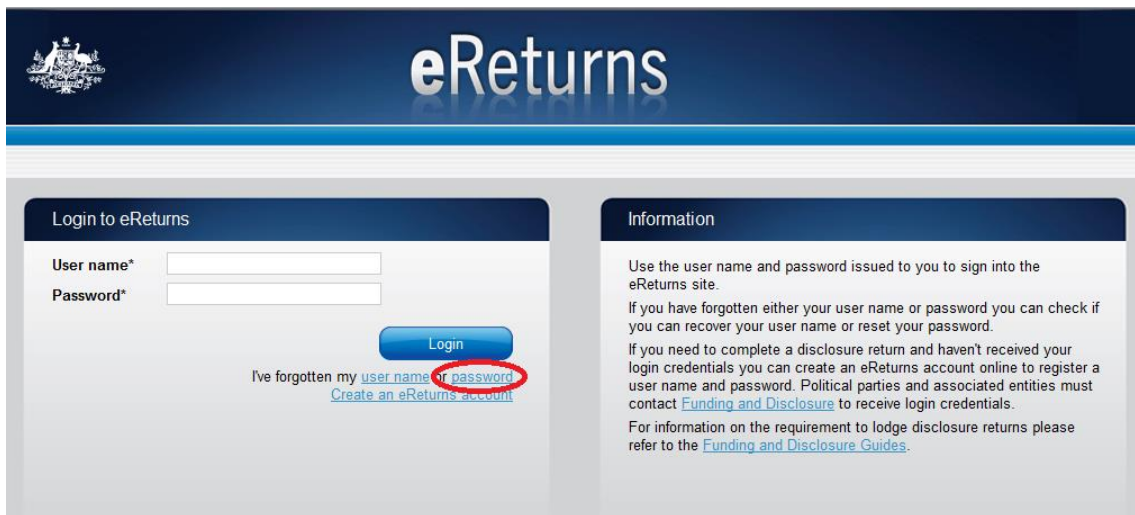 eReturns
Login to eReturns
User name*
Password*
Login
I've forgotten my user name or password
Create an eReturns account
Information
Use the user name and password issued to you to sign into the
eReturns site.
If you have forgotten either your user name or password you can check if
you can recover your user name or reset your password.
If you need to complete a disclosure return and haven't received your
login credentials you can create an eReturns account online to register a
user name and password. Political parties and associated entities must
contact Funding and Disclosure to receive login credentials.
For information on the requirement to lodge disclosure returns please
refer to the Funding and Disclosure Guides.